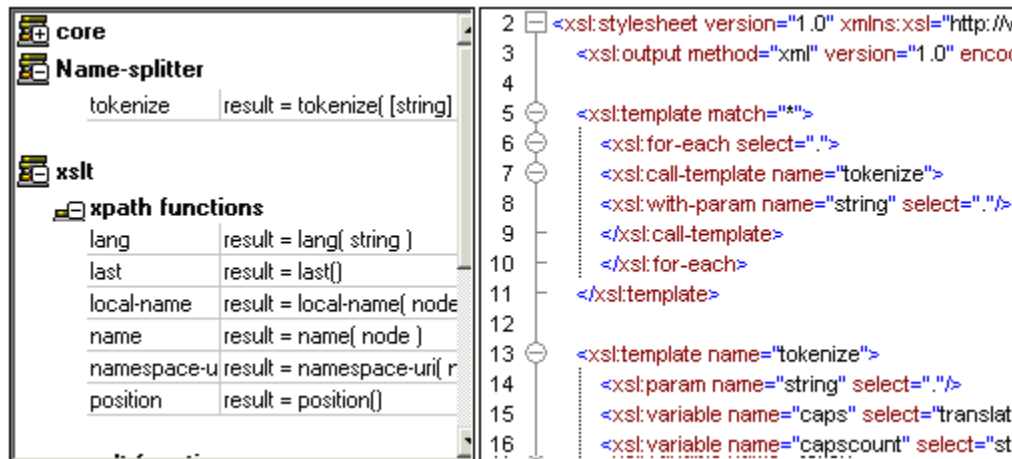 core
Name-splitter
tokenize result = tokenize( [string]
xslt
xpath functions
lang result = lang( string )
last result = last()
local-name result = local-name( node
name result = name( node )
namespace-u result = namespace-uri( r
position result = position()
2 <xsl:stylesheet version="1.0" xmlns:xsl="http://v
3 <xsl:output method="xml" version="1.0" encod
4
5 <xsl:template match="*">
6 <xsl:for-each select=".">
7 <xsl:call-template name="tokenize">
8 <xsl:with-param name="string" select="."/>
9 </xsl:call-template>
10 </xsl:for-each>
11 </xsl:template>
12
13 <xsl:template name="tokenize">
14 <xsl:param name="string" select="."/>
15 <xsl:variable name="caps" select="translat
16 <xsl:variable name="capscount" select="st